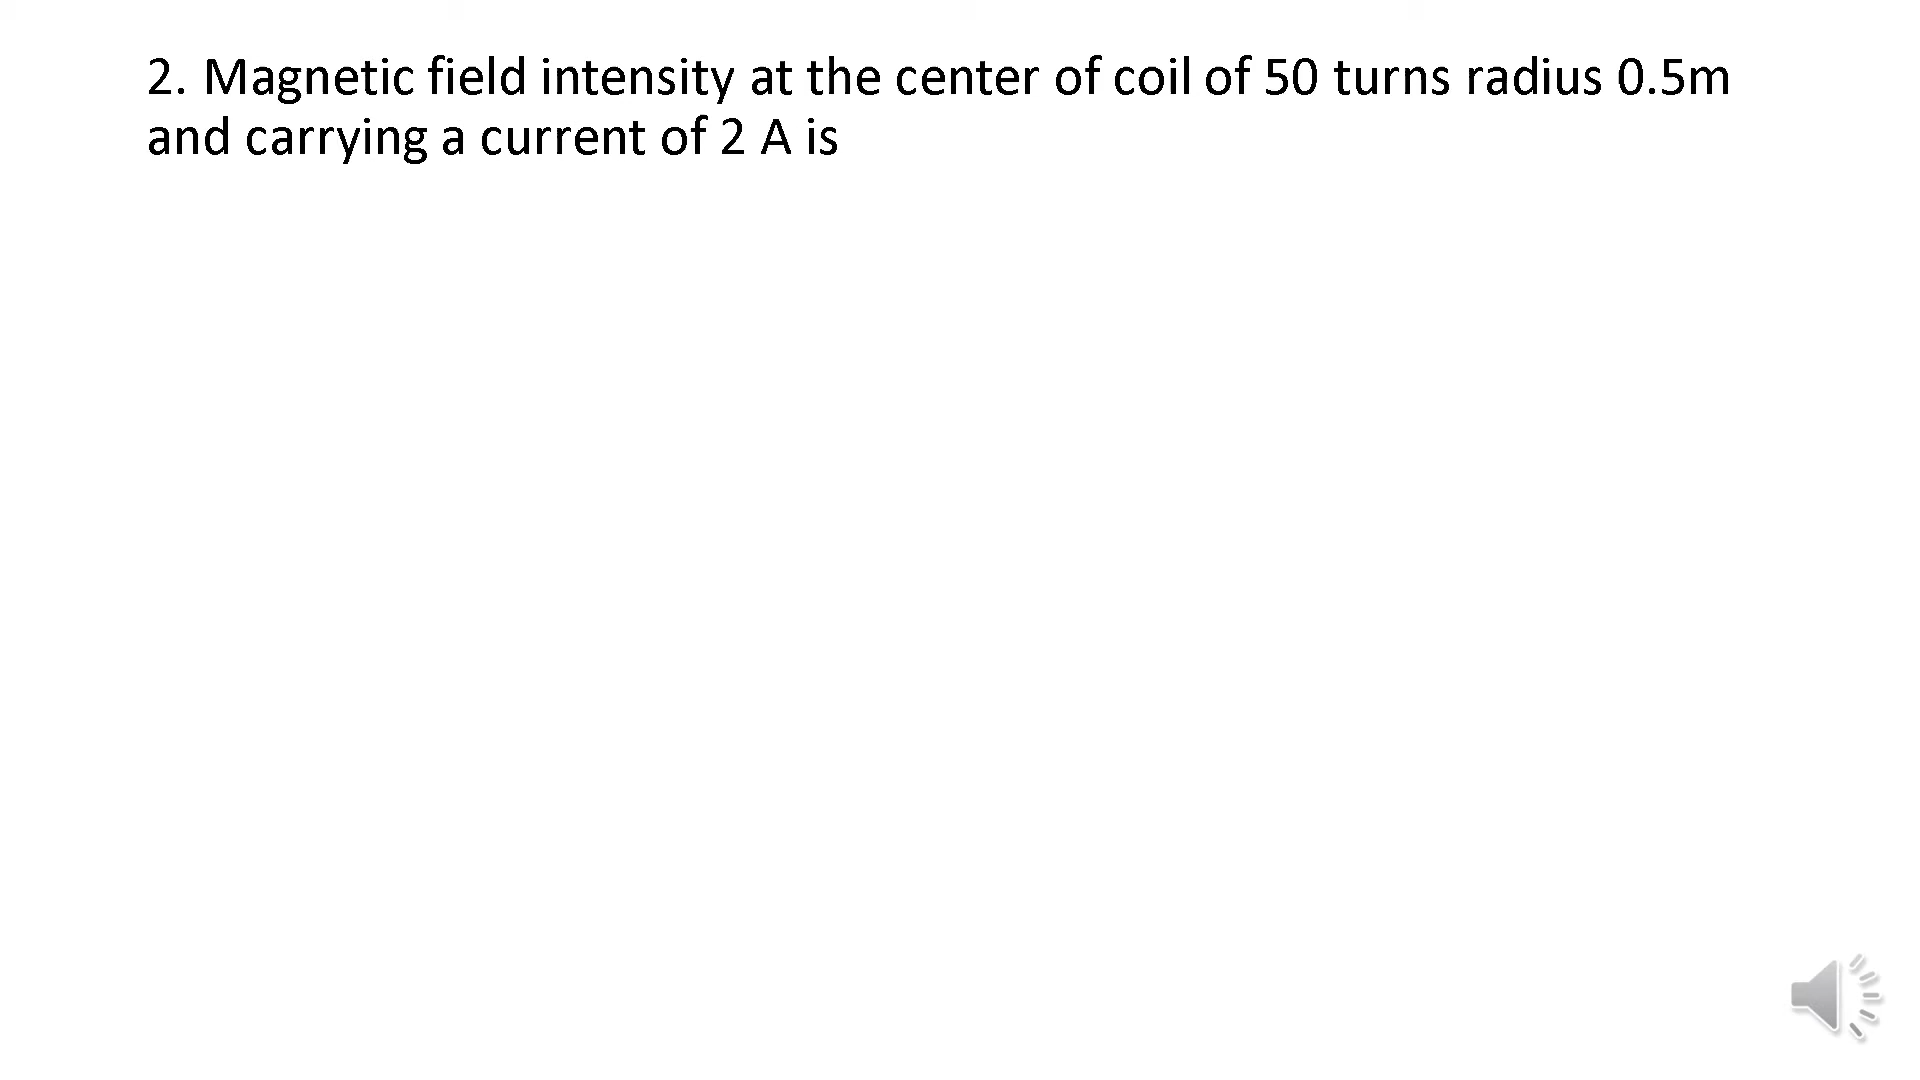 2. Magnetic field intensity at the center of coil of 50 turns radius 0.5m
and carrying a current of 2 A is